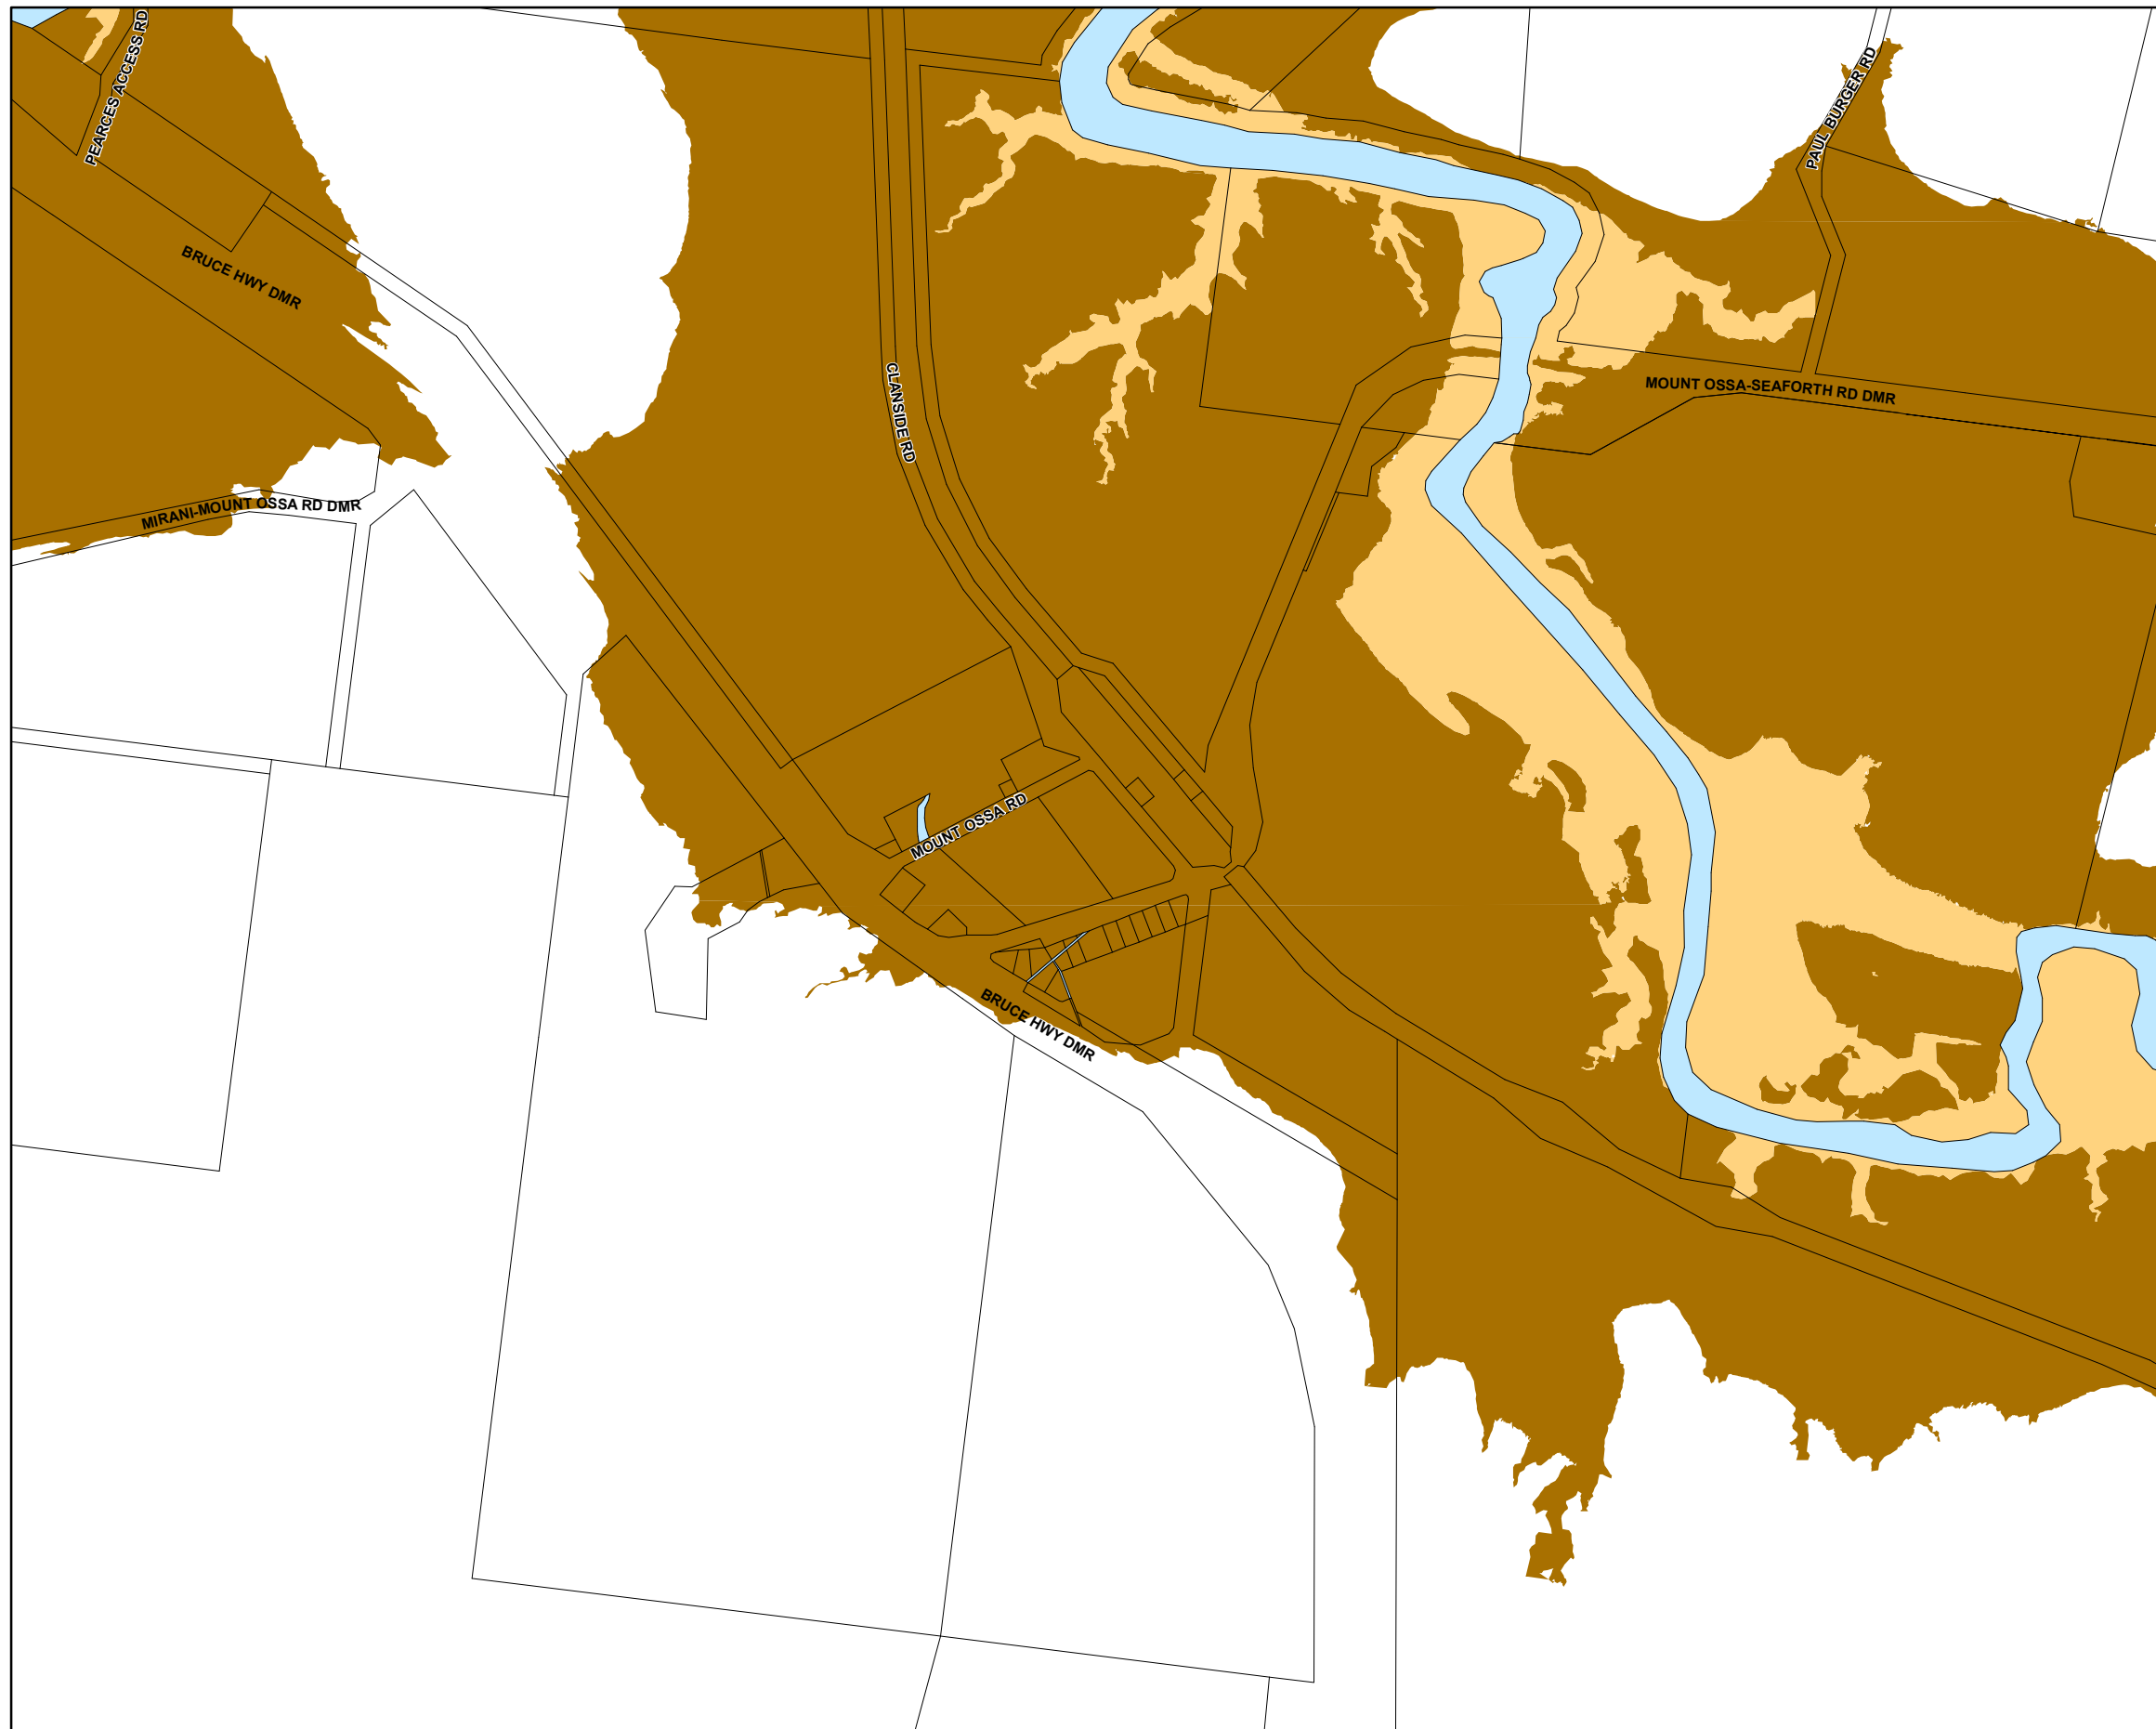 PEARCES ACCESS RD
PAUL BURGER RD
BRUCE HWY DMR
CLANSIDE RD
MOUNT OSSA-SEAFORTH RD DMR
MIRANI-MOUNT OSSA RD DMR
MOUNT OSSA RD
BRUCE HWY DMR